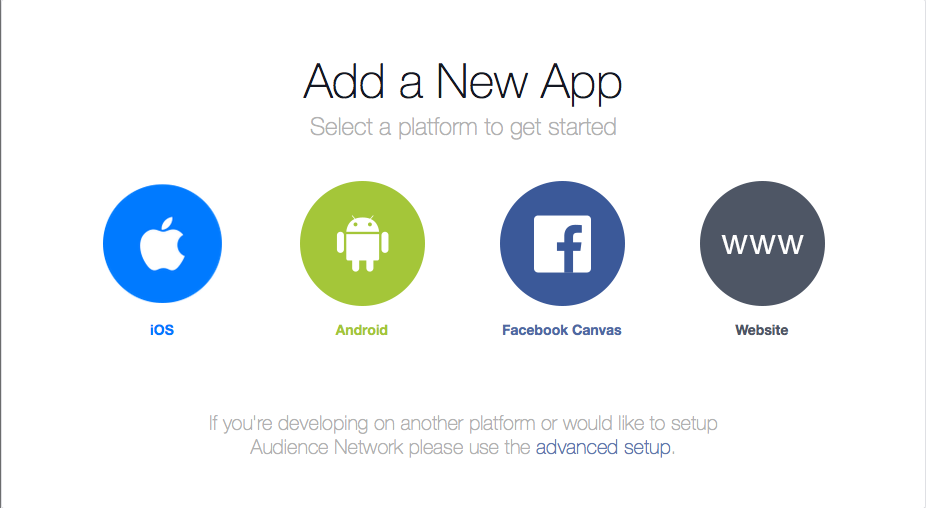 Add a New App
Select a platform to get started
www
iOS
Android
Facebook Canvas
Website
If you're developing on another platform or would like to setup
Audience Network please use the advanced setup.